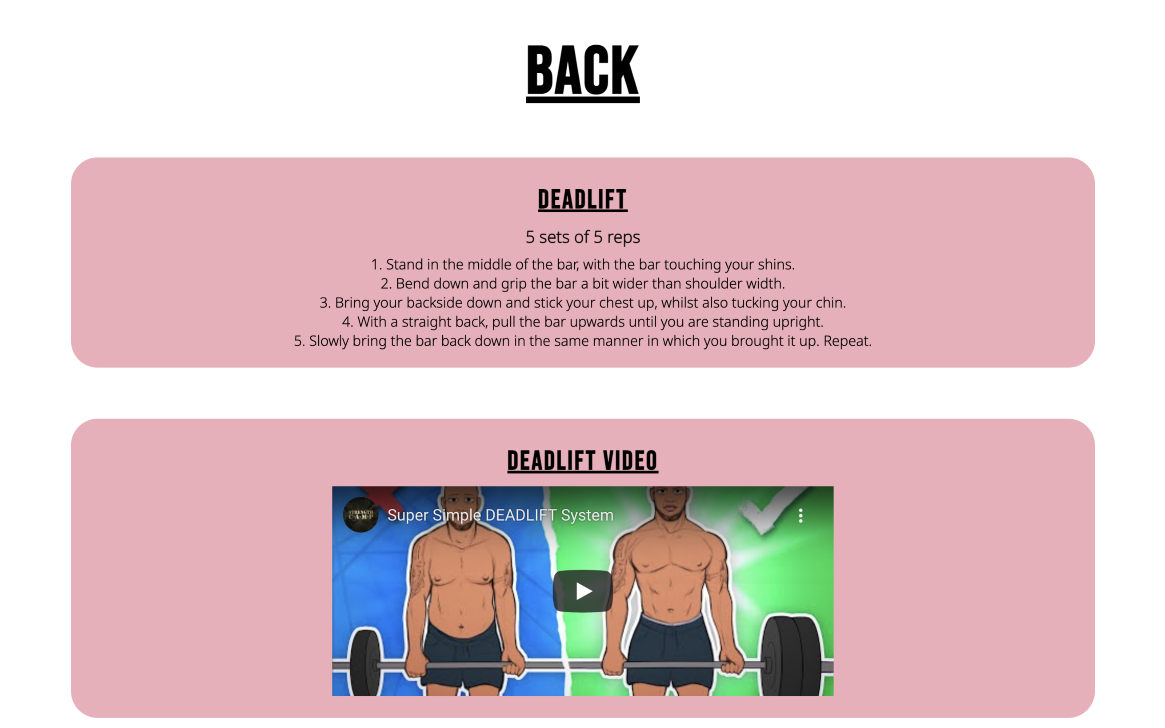 BACK
DEADLIFT
5 sets of 5 reps
1. Stand in the middle of the bar, with the bar touching your shins.
2. Bend down and grip the bar a bit wider than shoulder width.
3. Bring your backside down and stick your chest up, whilst also tucking your chin.
4. With a straight back, pull the bar upwards until you are standing upright.
5. Slowly bring the bar back down in the same manner in which you brought it up. Repeat.
DEADLIFT VIDEO
STRENGTH
C·A·M·P
Super Simple DEADLIFT System